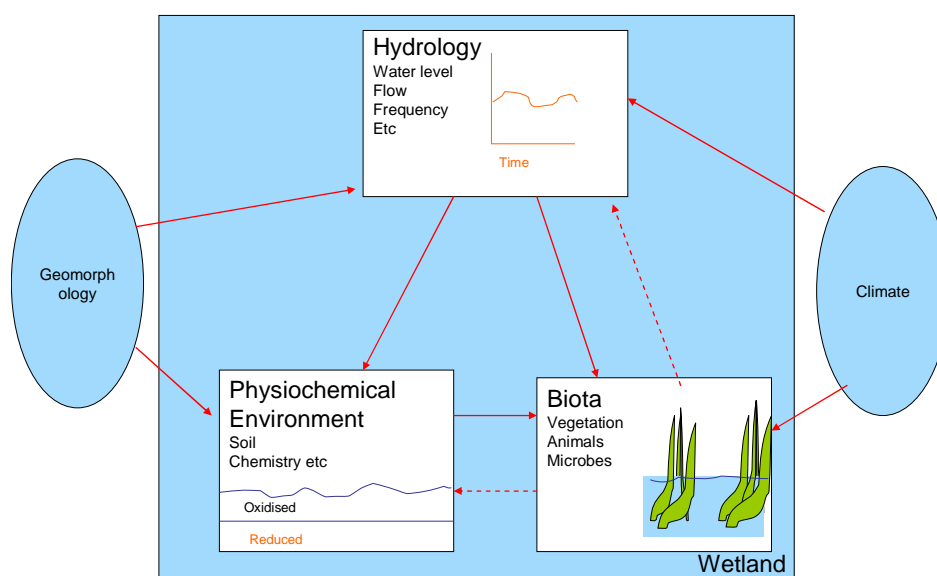 Hydrology
Water level
Flow
Frequency
Etc
Time
Geomorph
ology
Climate
Physiochemical
Environment
Soil
Chemistry etc
Oxidised
Reduced
Biota
Vegetation
Animals
Microbes
Wetland